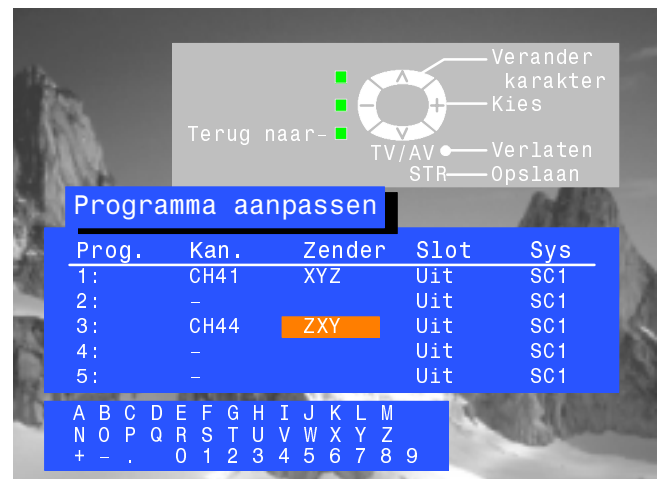 Verander
karakter
Kies
Terug naar-
TV/AV
Verlaten
STR
Opslaan
Programma aanpassen
Prog. Kan. Zender Slot Sys
1: CH41 XYZ Uit SC1
2: – Uit SC1
3: CH44 ZXY Uit SC1
4: – Uit SC1
5: – Uit SC1
A B C D E F G H I J K L M
N O P Q R S T U V W X Y Z
+ – . 0 1 2 3 4 5 6 7 8 9